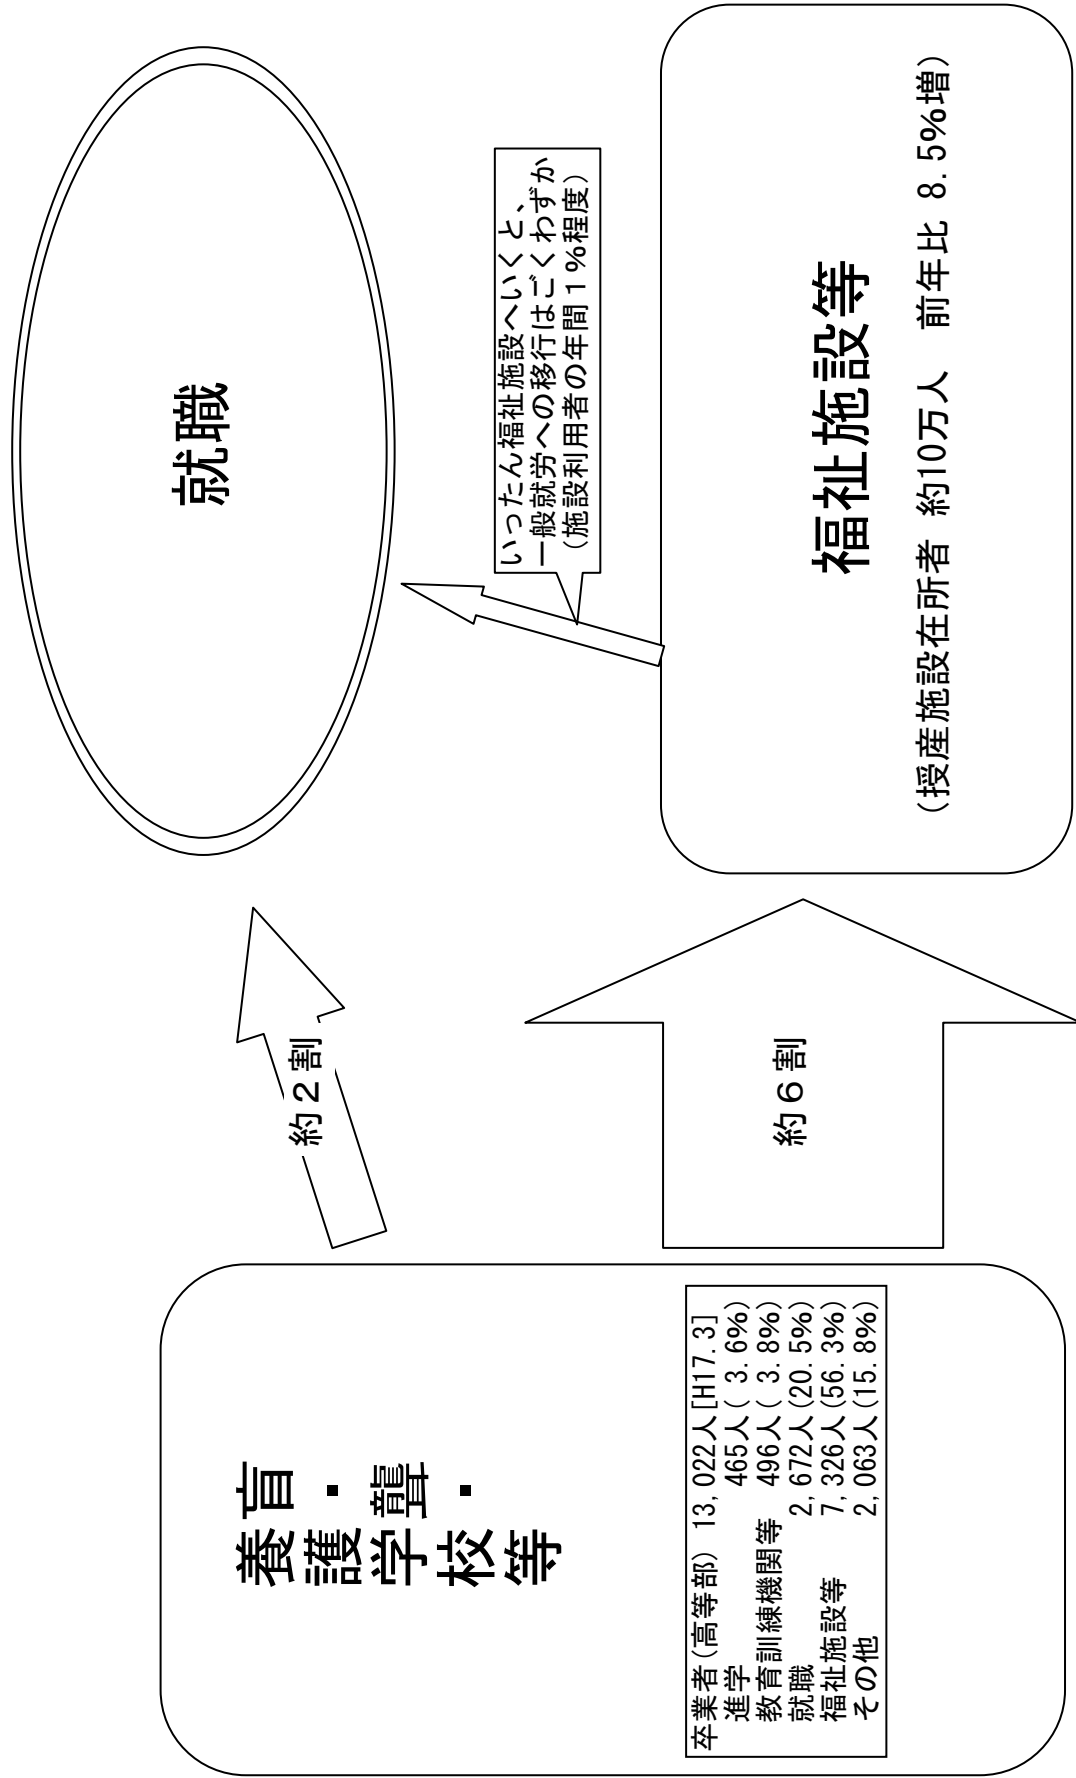 盲・聾・
養護学校等
卒業者(高等部) 13,022人[H17.3]
進学 465人( 3.6%)
教育訓練機関等 496人( 3.8%)
就職 2,672人(20.5%)
福祉施設等 7,326人(56.3%)
その他 2,063人(15.8%)
約2割
約6割
就職
いったん福祉施設へいくと、
一般就労への移行はごくわずか
(施設利用者の年間1%程度)
福祉施設等
(授産施設在所者 約10万人 前年比 8.5%増)